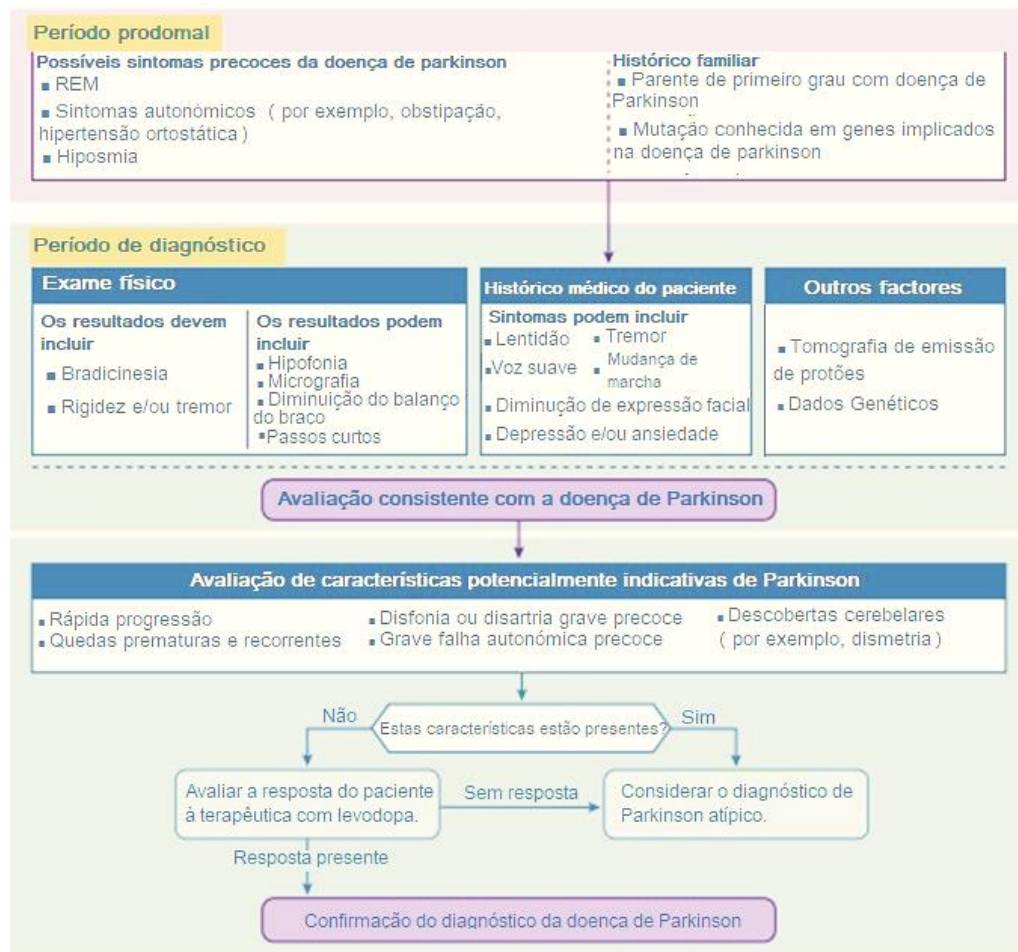 Período prodomal
Possíveis sintomas precoces da doença de parkinson
▪ REM
▪ Sintomas autonómicos ( por exemplo, obstipação,
hipertensão ortostática )
▪ Hiposmia
Histórico familiar
▪ Parente de primeiro grau com doença de
Parkinson
▪ Mutação conhecida em genes implicados
na doença de parkinson
Período de diagnóstico
Exame físico
Os resultados devem
incluir
▪ Bradicinesia
▪ Rigidez e/ou tremor
Os resultados podem
incluir
▪ Hipofonia
▪ Micrografia
▪ Diminuição do balanço
do braço
▪ Passos curtos
Histórico médico do paciente
Sintomas podem incluir
▪ Lentidão
▪ Tremor
▪ Voz suave
▪ Mudança de
marcha
▪ Diminução de expressão facial
▪ Depressão e/ou ansiedade
Outros factores
▪ Tomografia de emissão
de protões
▪ Dados Genéticos
Avaliação consistente com a doença de Parkinson
Avaliação de características potencialmente indicativas de Parkinson
▪ Rápida progressão
▪ Quedas prematuras e recorrentes
▪ Disfonia ou disartria grave precoce
▪ Grave falha autonómica precoce
▪ Descobertas cerebelares
( por exemplo, dismetria )
Estas características estão presentes?
Não
Sim
Avaliar a resposta do paciente
à terapêutica com levodopa.
Sem resposta
Considerar o diagnóstico de
Parkinson atípico.
Resposta presente
Confirmação do diagnóstico da doença de Parkinson